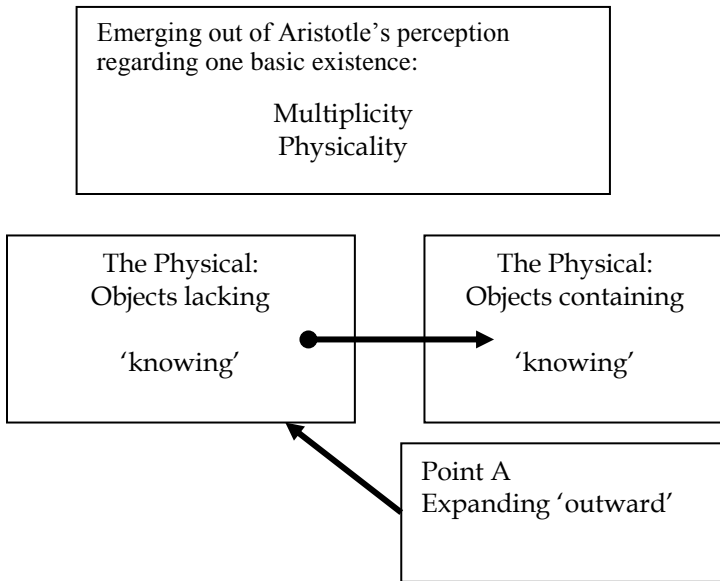 Emerging out of Aristotle’s perception
regarding one basic existence:
Multiplicity
Physicality
The Physical:
Objects lacking
‘knowing’
The Physical:
Objects containing
‘knowing’
Point A
Expanding ‘outward’